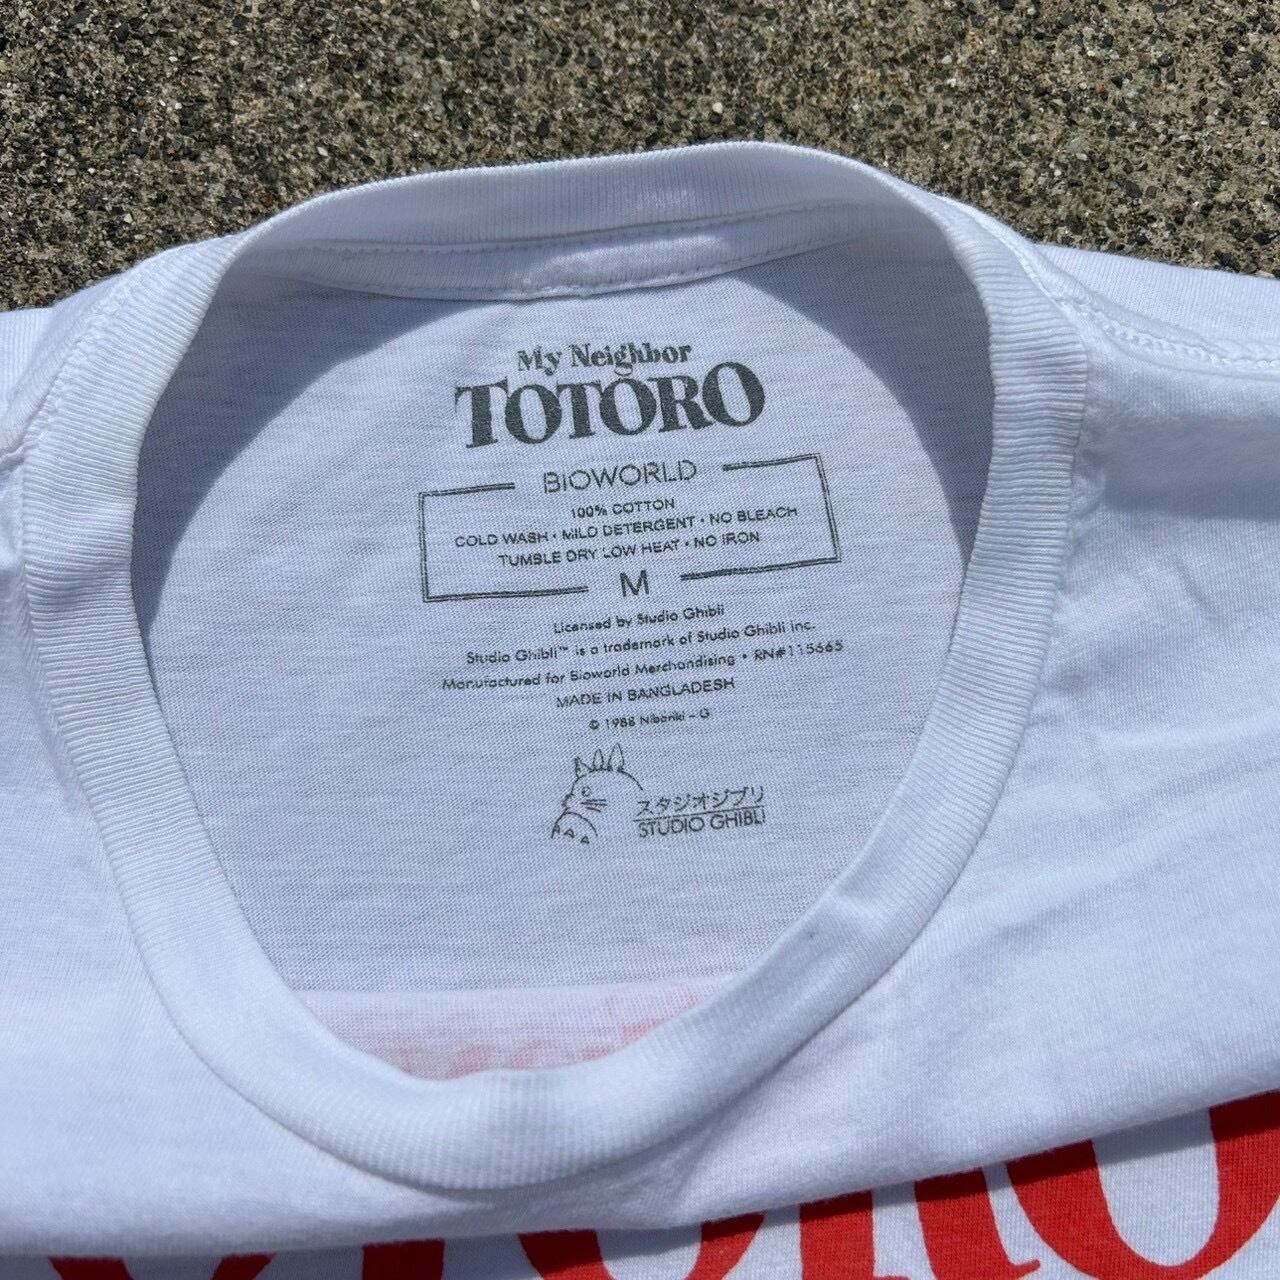 My Neighbor
TOTORO
BIOWORLD
100% COTTON
COLD WASH • MILD DETERGENT • NO BLEACH
TUMBLE DRY LOW HEAT • NO IRON
M
Licensed by Studio Ghibli
Studio Ghibli™ is a trademark of Studio Ghibli inc.
Manufactured for Bioworld Merchandising • RN#115665
MADE IN BANGLADESH
© 1988 Nibariki - G
スタジオジブリ
STUDIO GHIBLI